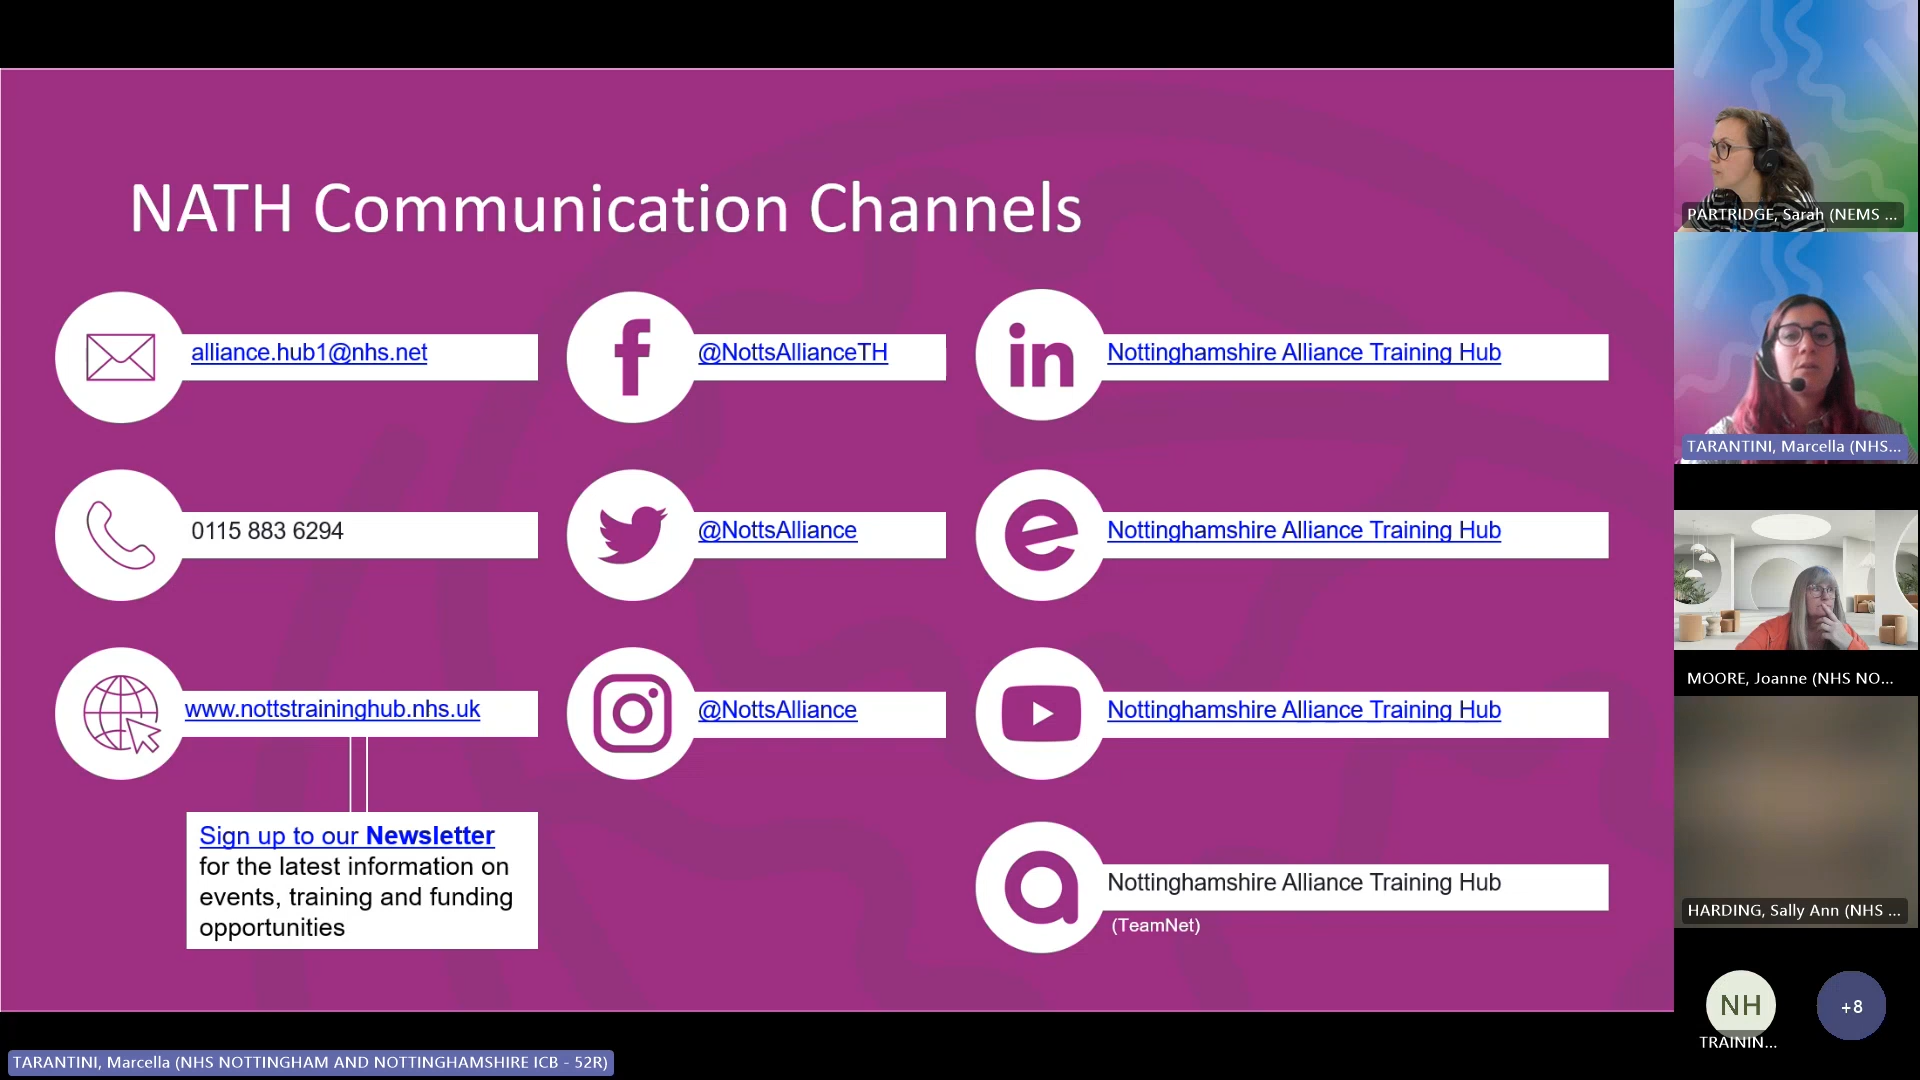 NATH Communication Channels
alliance.hub1@nhs.net
@NottsAllianceTH
Nottinghamshire Alliance Training Hub
0115 883 6294
@NottsAlliance
Nottinghamshire Alliance Training Hub
www.nottstraininghub.nhs.uk
@NottsAlliance
Nottinghamshire Alliance Training Hub
Sign up to our Newsletter
for the latest information on
events, training and funding
opportunities
Nottinghamshire Alliance Training Hub
(TeamNet)
PARTRIDGE, Sarah (NEMS ...
TARANTINI, Marcella (NHS...
MOORE, Joanne (NHS NO...
HARDING, Sally Ann (NHS ...
NH
+8
TRAININ...
TARANTINI, Marcella (NHS NOTTINGHAM AND NOTTINGHAMSHIRE ICB - 52R)